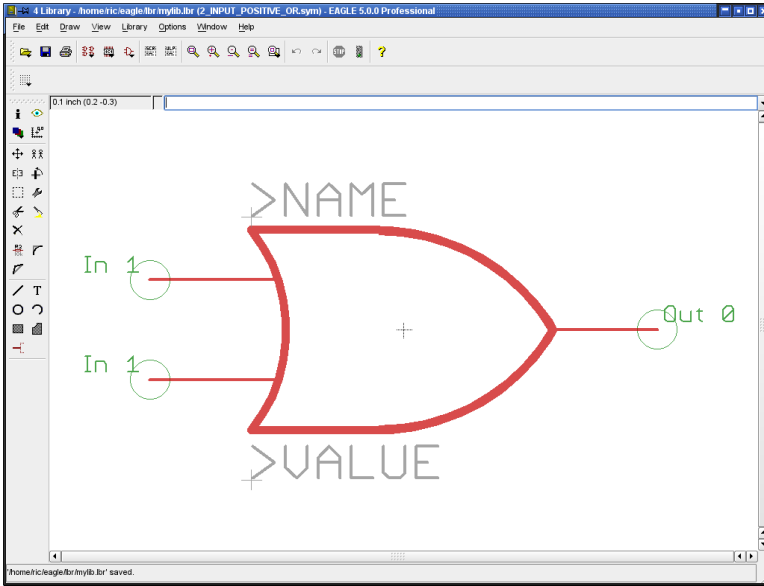 4 Library - /home/ric/eagle/lbr/mylib.lbr (2_INPUT_POSITIVE_OR.sym) - EAGLE 5.0.0 Professional
File Edit Draw View Library Options Window Help
0.1 inch (0.2 -0.3)
>NAME
In 1
Out 0
In 1
>VALUE
'/home/ric/eagle/lbr/mylib.lbr' saved.